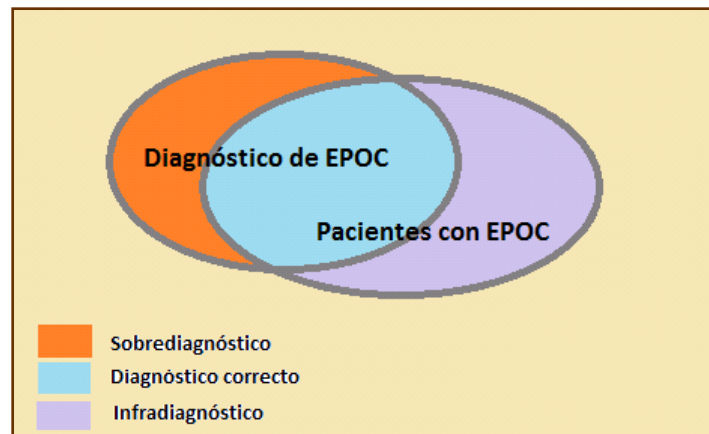 Diagnóstico de EPOC
Pacientes con EPOC
Sobrediagnóstico
Diagnóstico correcto
Infradiagnóstico